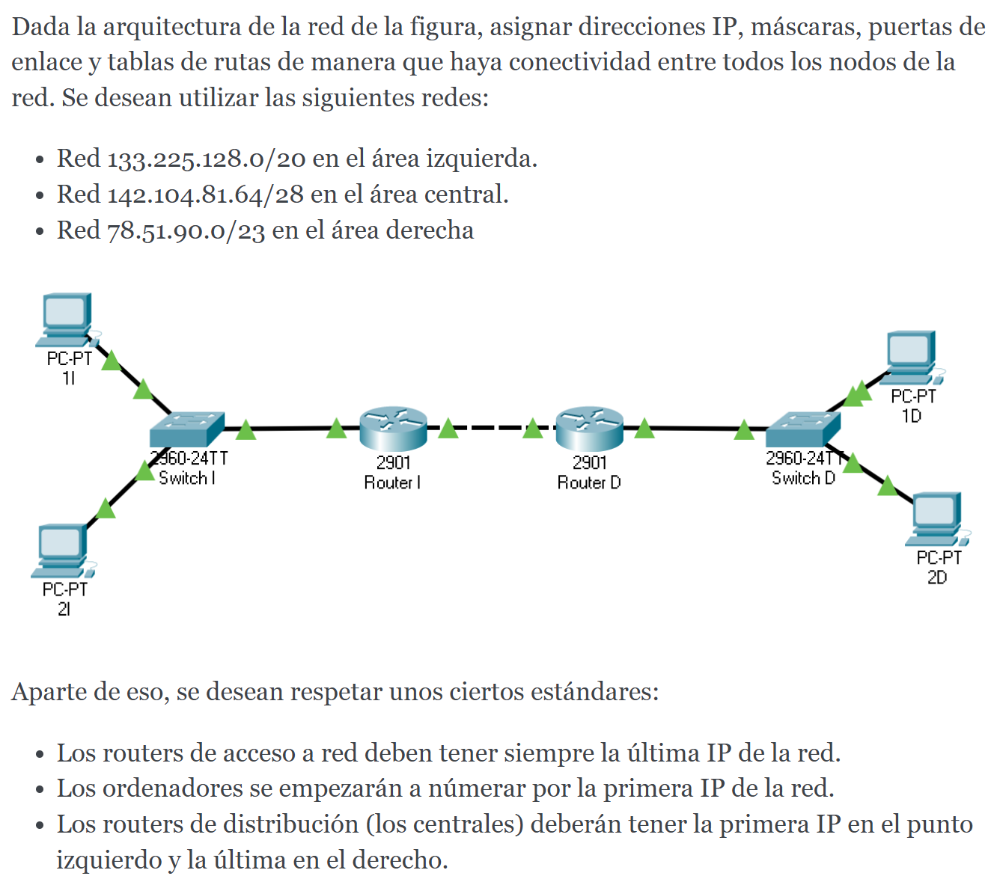 Dada la arquitectura de la red de la figura, asignar direcciones IP, máscaras, puertas de
enlace y tablas de rutas de manera que haya conectividad entre todos los nodos de la
red. Se desean utilizar las siguientes redes:
• Red 133.225.128.0/20 en el área izquierda.
• Red 142.104.81.64/28 en el área central.
• Red 78.51.90.0/23 en el área derecha
PC-PT
1I
PC-PT
1D
2960-24TT
Switch I
2901
Router I
2901
Router D
2960-24TT
Switch D
PC-PT
2I
PC-PT
2D
Aparte de eso, se desean respetar unos ciertos estándares:
• Los routers de acceso a red deben tener siempre la última IP de la red.
• Los ordenadores se empezarán a númerar por la primera IP de la red.
• Los routers de distribución (los centrales) deberán tener la primera IP en el punto
izquierdo y la última en el derecho.